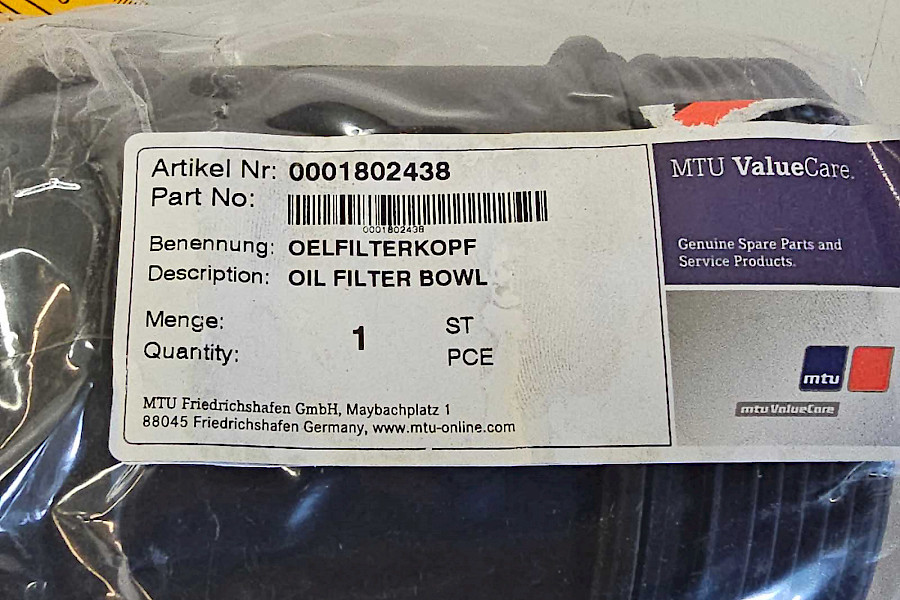 Artikel Nr: 0001802438
Part No:
0001802438
Benennung: OELFILTERKOPF
Description: OIL FILTER BOWL
Menge: 1 ST
Quantity: PCE
MTU Friedrichshafen GmbH, Maybachplatz 1
88045 Friedrichshafen Germany, www.mtu-online.com
MTU ValueCare.
Genuine Spare Parts and
Service Products.
mtu
mtuValueCare